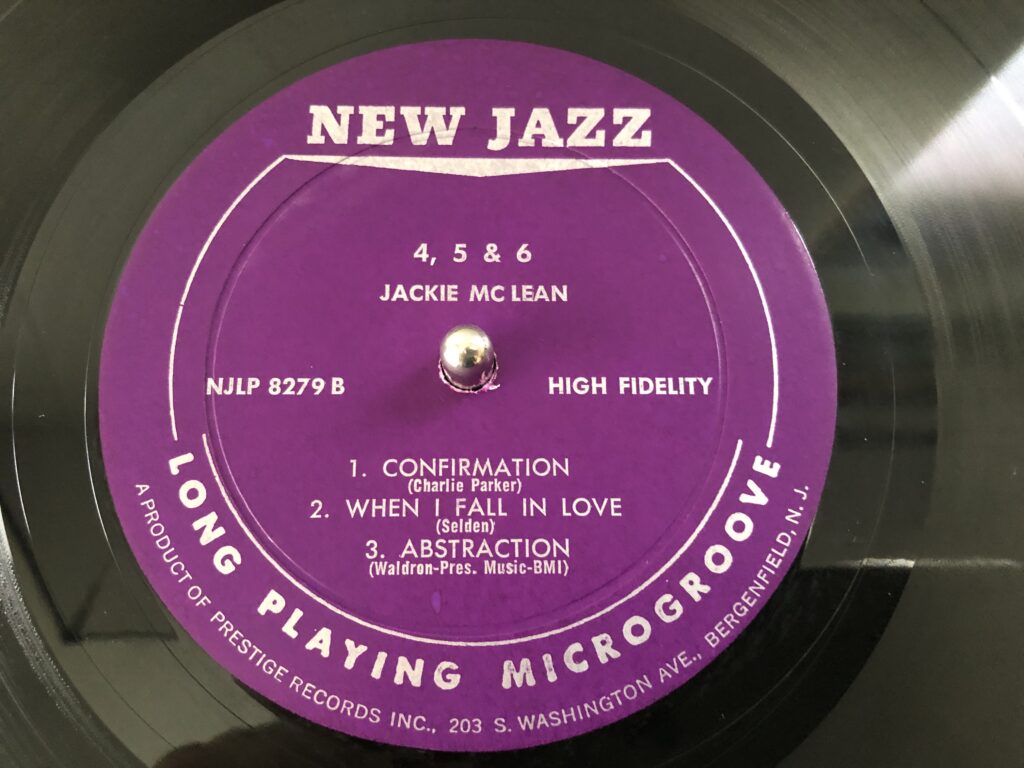 NEW JAZZ
4, 5 & 6
JACKIE MC LEAN
NJLP 8279 B
HIGH FIDELITY
1. CONFIRMATION
(Charlie Parker)
2. WHEN I FALL IN LOVE
(Selden)
3. ABSTRACTION
(Waldron-Pres. Music-BMI)
LONG PLAYING MICROGROOVE
A PRODUCT OF PRESTIGE RECORDS INC., 203 S. WASHINGTON AVE., BERGENFIELD, N. J.